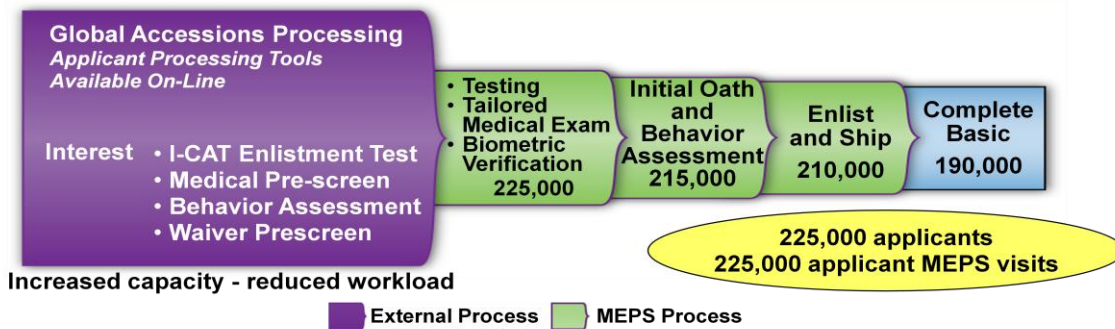 Global Accessions Processing
Applicant Processing Tools
Available On-Line
Interest
• I-CAT Enlistment Test
• Medical Pre-screen
• Behavior Assessment
• Waiver Prescreen
• Testing
• Tailored
Medical Exam
• Biometric
Verification
225,000
Initial Oath
and
Behavior
Assessment
215,000
Enlist
and Ship
210,000
Complete
Basic
190,000
225,000 applicants
225,000 applicant MEPS visits
Increased capacity - reduced workload
External Process
MEPS Process